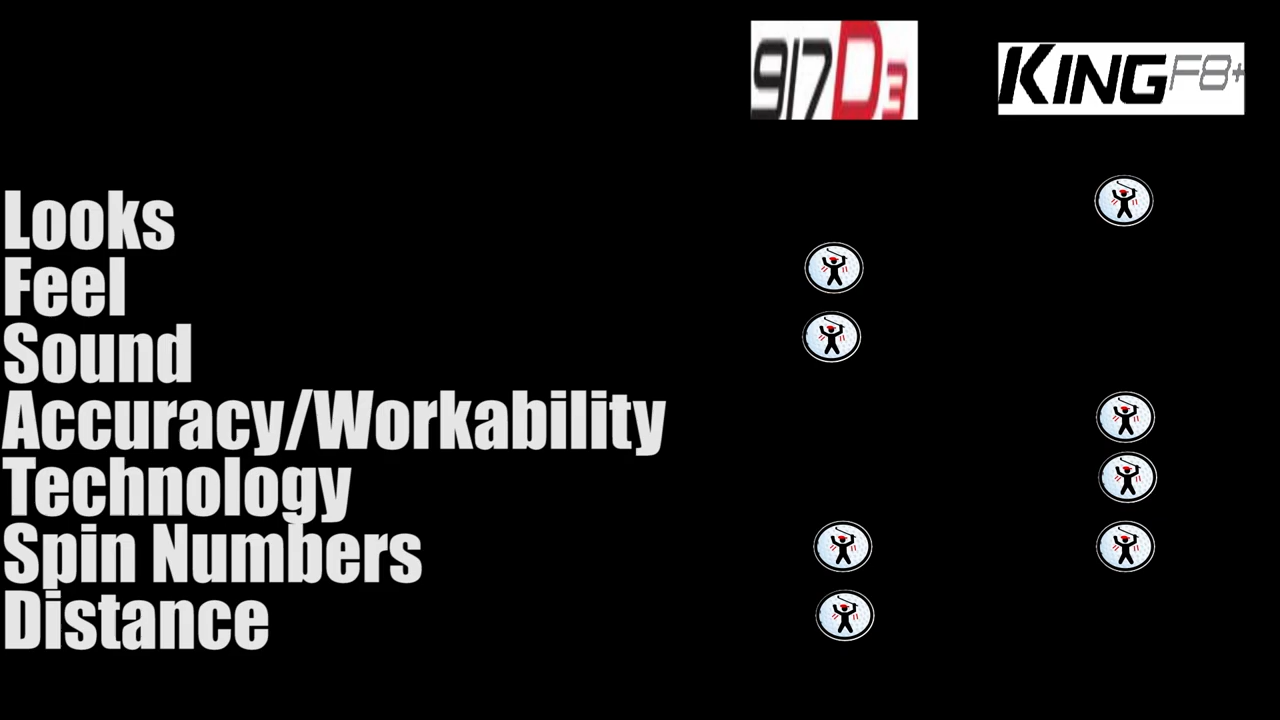 917D3
KING F8+
Looks
Feel
Sound
Accuracy/Workability
Technology
Spin Numbers
Distance